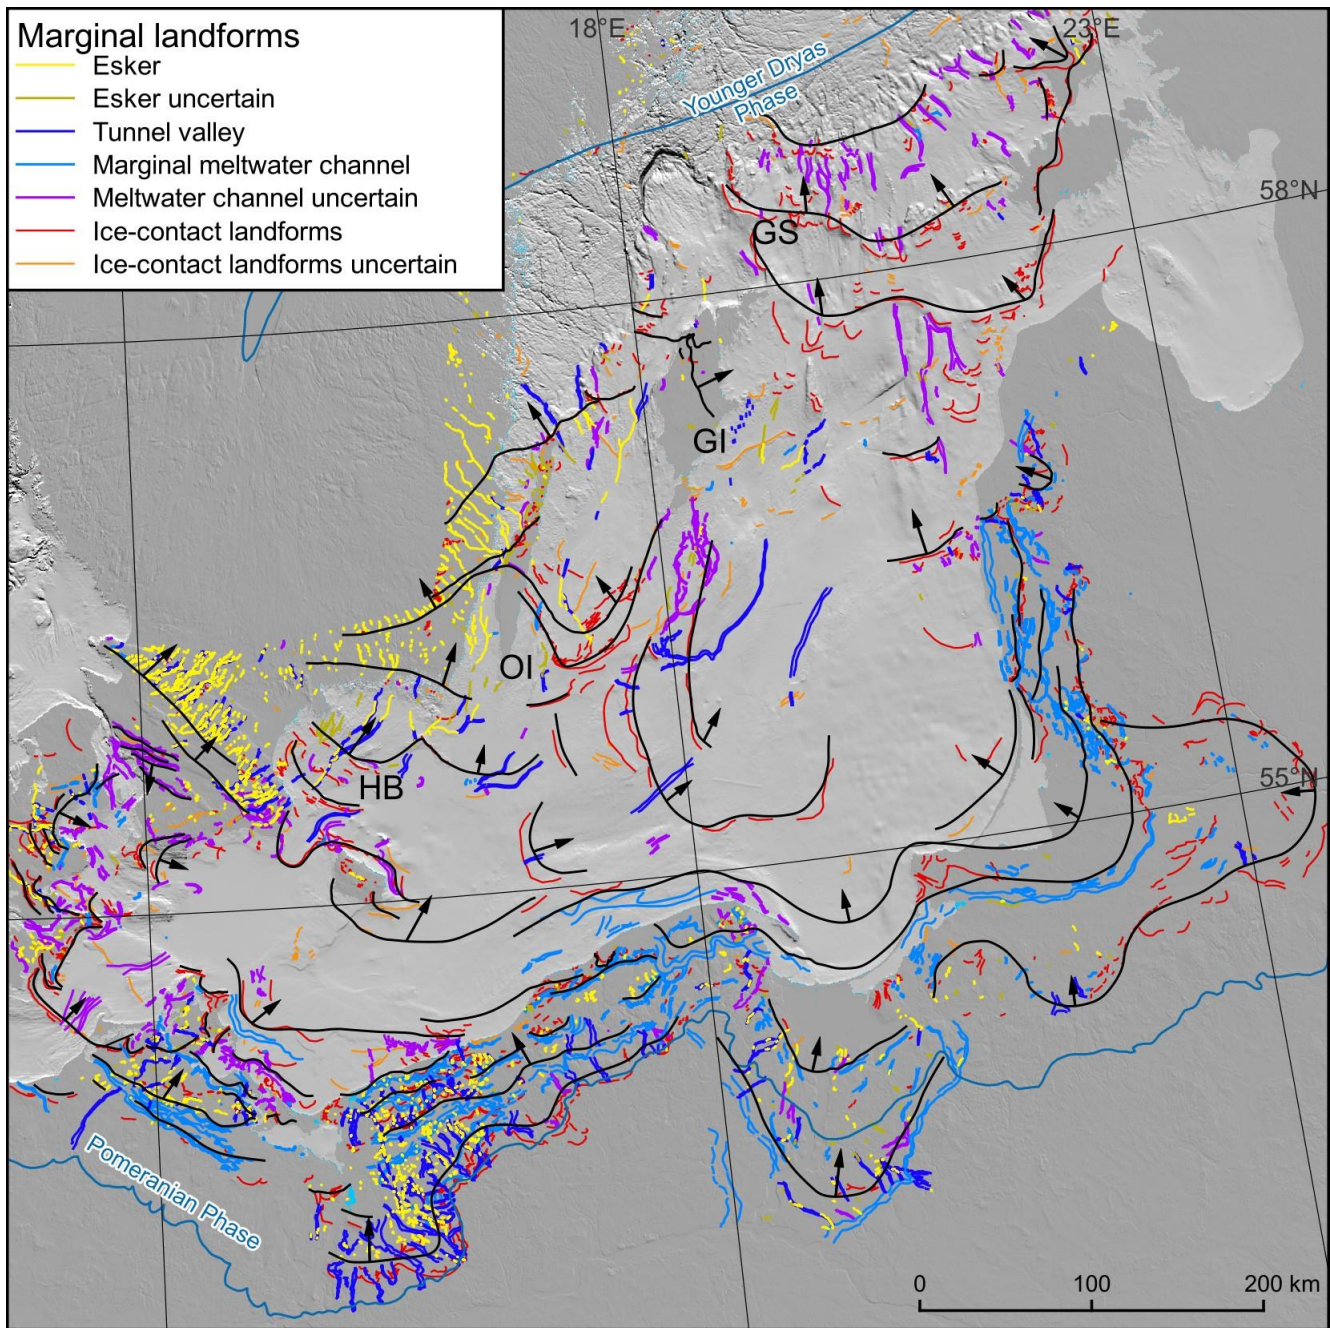 Marginal landforms
Esker
Esker uncertain
Tunnel valley
Marginal meltwater channel
Meltwater channel uncertain
Ice-contact landforms
Ice-contact landforms uncertain
18°E
23°E
Younger Dryas
Phase
58°N
GS
GI
OI
HB
55°N
Pomeranian Phase
0 100 200 km